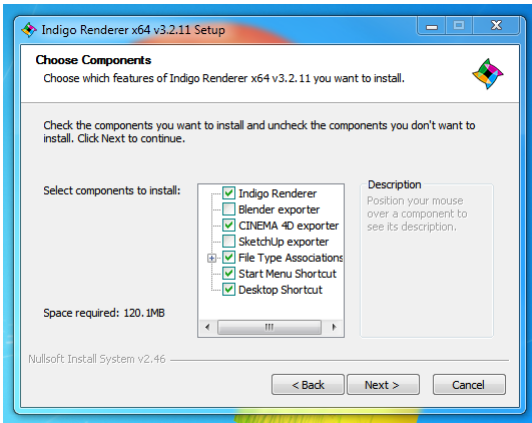 Indigo Renderer x64 v3.2.11 Setup
Choose Components
Choose which features of Indigo Renderer x64 v3.2.11 you want to install.
Check the components you want to install and uncheck the components you don't want to
install. Click Next to continue.
Select components to install:
Indigo Renderer
Blender exporter
CINEMA 4D exporter
SketchUp exporter
File Type Associations
Start Menu Shortcut
Desktop Shortcut
Description
Position your mouse
over a component to
see its description.
Space required: 120.1MB
Nullsoft Install System v2.46
< Back
Next >
Cancel